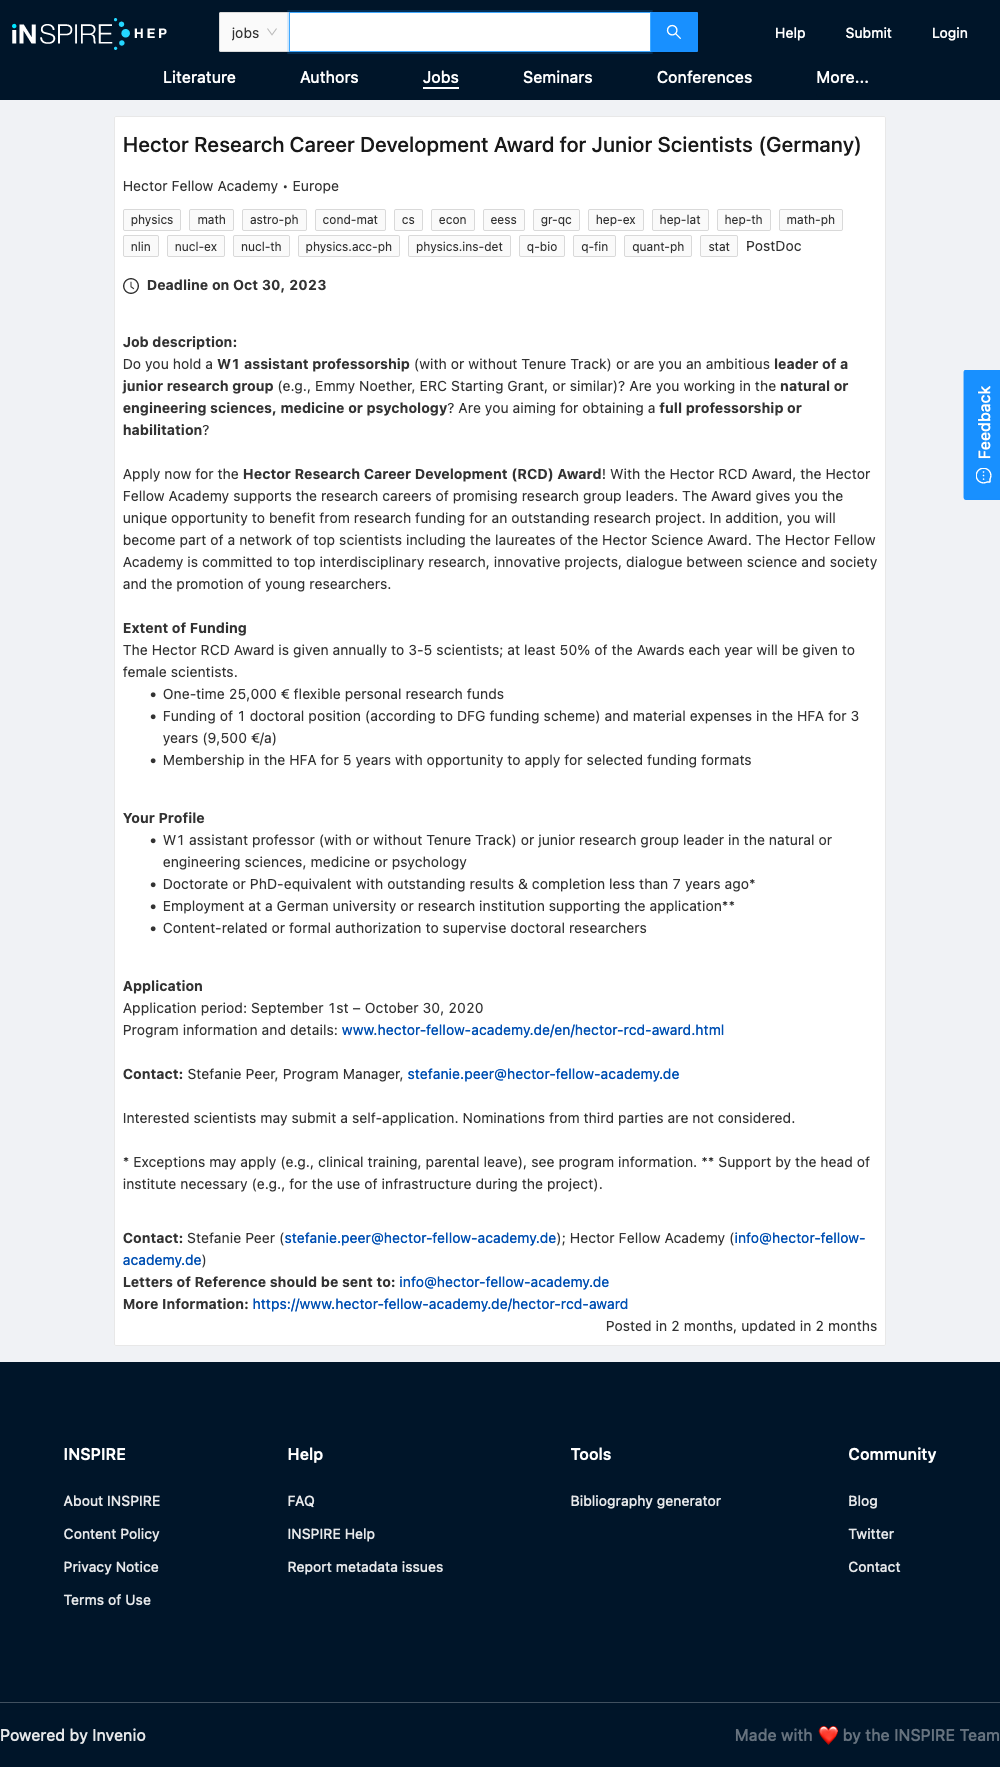 iNSPIRE HEP
jobs
Help Submit Login
Literature Authors Jobs Seminars Conferences More...
Hector Research Career Development Award for Junior Scientists (Germany)
Hector Fellow Academy • Europe
physics math astro-ph cond-mat cs econ eess gr-qc hep-ex hep-lat hep-th math-ph
nlin nucl-ex nucl-th physics.acc-ph physics.ins-det q-bio q-fin quant-ph stat PostDoc
Deadline on Oct 30, 2023
Job description:
Do you hold a W1 assistant professorship (with or without Tenure Track) or are you an ambitious leader of a
junior research group (e.g., Emmy Noether, ERC Starting Grant, or similar)? Are you working in the natural or
engineering sciences, medicine or psychology? Are you aiming for obtaining a full professorship or
habilitation?
Feedback
Apply now for the Hector Research Career Development (RCD) Award! With the Hector RCD Award, the Hector
Fellow Academy supports the research careers of promising research group leaders. The Award gives you the
unique opportunity to benefit from research funding for an outstanding research project. In addition, you will
become part of a network of top scientists including the laureates of the Hector Science Award. The Hector Fellow
Academy is committed to top interdisciplinary research, innovative projects, dialogue between science and society
and the promotion of young researchers.
Extent of Funding
The Hector RCD Award is given annually to 3-5 scientists; at least 50% of the Awards each year will be given to
female scientists.
• One-time 25,000 € flexible personal research funds
• Funding of 1 doctoral position (according to DFG funding scheme) and material expenses in the HFA for 3
years (9,500 €/a)
• Membership in the HFA for 5 years with opportunity to apply for selected funding formats
Your Profile
• W1 assistant professor (with or without Tenure Track) or junior research group leader in the natural or
engineering sciences, medicine or psychology
• Doctorate or PhD-equivalent with outstanding results & completion less than 7 years ago*
• Employment at a German university or research institution supporting the application**
• Content-related or formal authorization to supervise doctoral researchers
Application
Application period: September 1st – October 30, 2020
Program information and details: www.hector-fellow-academy.de/en/hector-rcd-award.html
Contact: Stefanie Peer, Program Manager, stefanie.peer@hector-fellow-academy.de
Interested scientists may submit a self-application. Nominations from third parties are not considered.
* Exceptions may apply (e.g., clinical training, parental leave), see program information. ** Support by the head of
institute necessary (e.g., for the use of infrastructure during the project).
Contact: Stefanie Peer (stefanie.peer@hector-fellow-academy.de); Hector Fellow Academy (info@hector-fellow-
academy.de)
Letters of Reference should be sent to: info@hector-fellow-academy.de
More Information: https://www.hector-fellow-academy.de/hector-rcd-award
Posted in 2 months, updated in 2 months
INSPIRE Help Tools Community
About INSPIRE FAQ Bibliography generator Blog
Content Policy INSPIRE Help Twitter
Privacy Notice Report metadata issues Contact
Terms of Use
Powered by Invenio Made with ❤️ by the INSPIRE Team